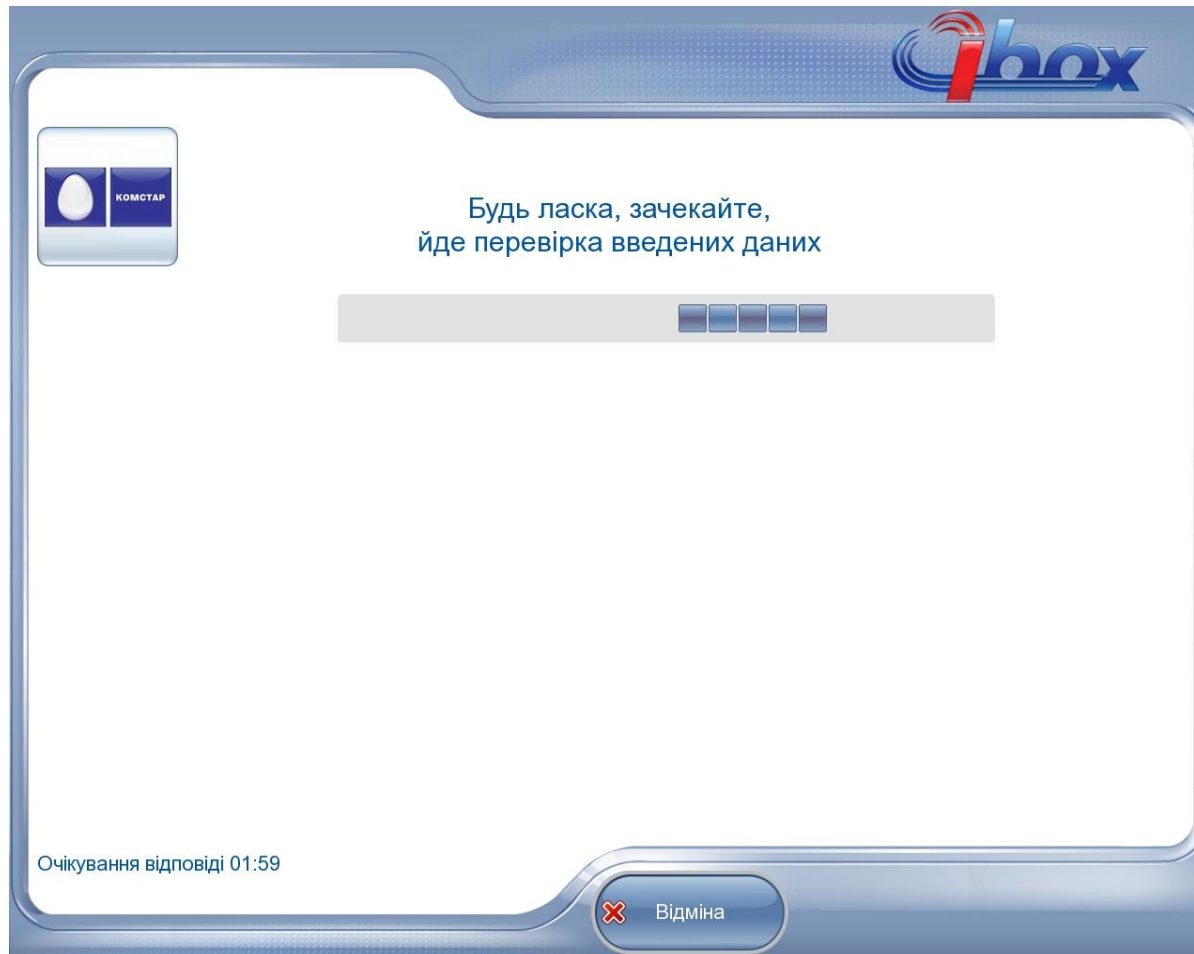 ibox
КОМСТАР
Будь ласка, зачекайте,
йде перевірка введених даних
Очікування відповіді 01:59
Відміна